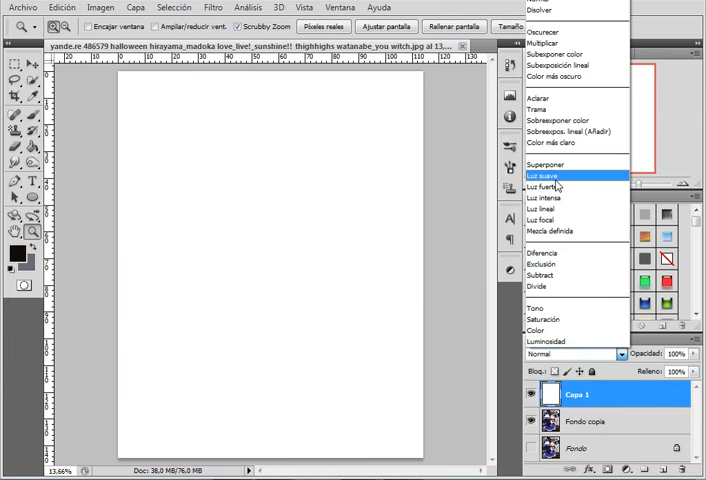 Archivo Edición Imagen Capa Selección Filtro Análisis 3D Vista Ventana Ayuda
Encajar ventana Ampliar/reducir vent. Scrubby Zoom Píxeles reales Ajustar pantalla Rellenar pantalla Tamaño
yande.re 486579 halloween hirayama_madoka love_live!_sunshine!! thighhighs watanabe_you witch.jpg al 13,...
Disolver
Oscurecer
Multiplicar
Subexponer color
Subexposición lineal
Color más oscuro
Aclarar
Trama
Sobreexponer color
Sobreexpos. lineal (Añadir)
Color más claro
Superponer
Luz suave
Luz fuerte
Luz intensa
Luz lineal
Luz focal
Mezcla definida
Diferencia
Exclusión
Subtract
Divide
Tono
Saturación
Color
Luminosidad
Normal Opacidad: 100%
Bloq.: Relleno: 100%
Capa 1
Fondo copia
Fondo
13,66% Doc: 38,0 MB/76,0 MB